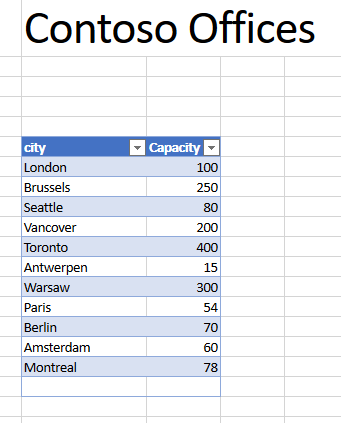 Contoso Offices
city Capacity
London 100
Brussels 250
Seattle 80
Vancover 200
Toronto 400
Antwerpen 15
Warsaw 300
Paris 54
Berlin 70
Amsterdam 60
Montreal 78